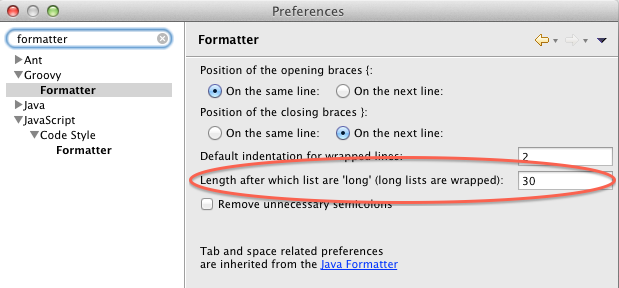 Preferences
formatter
Formatter
Ant
Groovy
Formatter
Java
JavaScript
Code Style
Formatter
Position of the opening braces {:
On the same line: On the next line:
Position of the closing braces }:
On the same line: On the next line:
Default indentation for wrapped lines: 2
Length after which list are 'long' (long lists are wrapped): 30
Remove unnecessary semicolons
Tab and space related preferences
are inherited from the Java Formatter